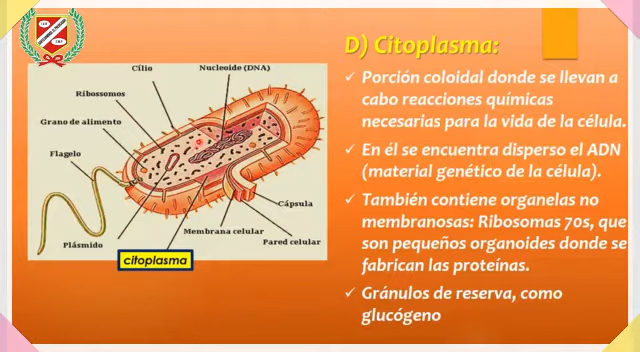 D) Citoplasma:
Cílio
Nucleoide (DNA)
Ribossomos
Grano de alimento
Flagelo
Cápsula
Membrana celular
Plásmido
Pared celular
citoplasma
✓ Porción coloidal donde se llevan a
cabo reacciones químicas
necesarias para la vida de la célula.
✓ En él se encuentra disperso el ADN
(material genético de la célula).
✓ También contiene organelas no
membranosas: Ribosomas 70s, que
son pequeños organoides donde se
fabrican las proteínas.
✓ Gránulos de reserva, como
glucógeno